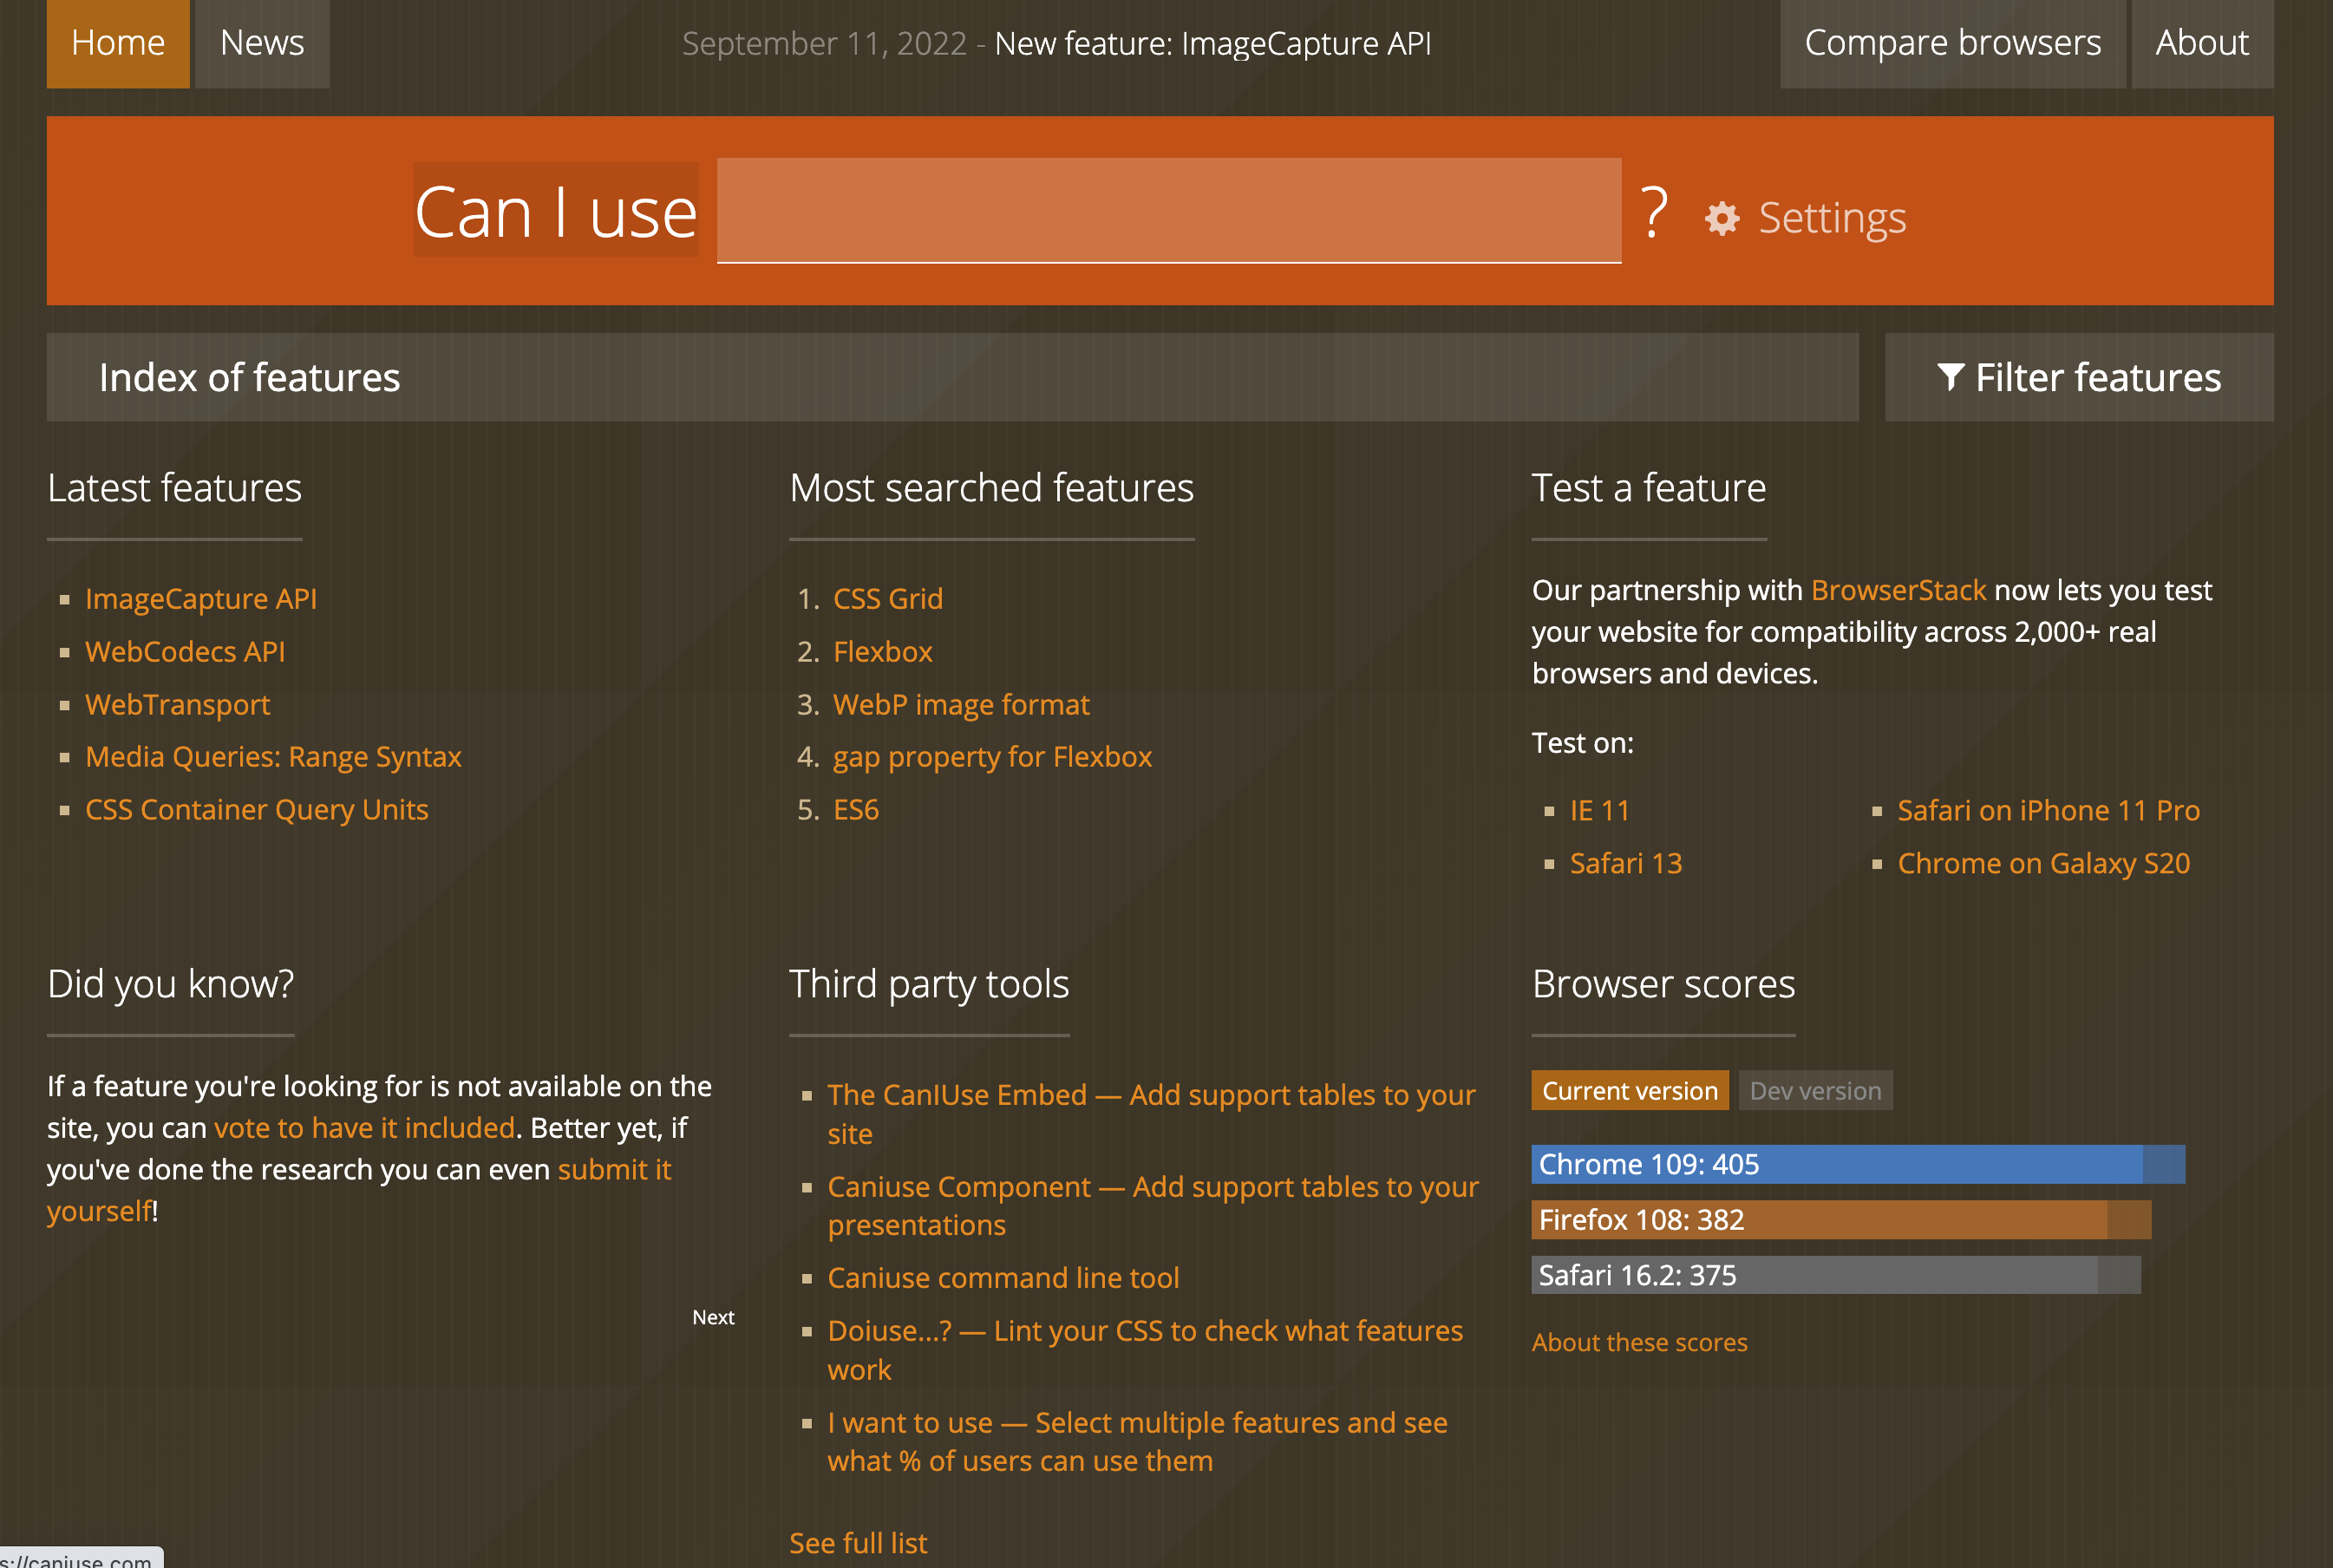 Home
News
September 11, 2022 - New feature: ImageCapture API
Compare browsers
About
Can I use
?
Settings
Index of features
Filter features
Latest features
ImageCapture API
WebCodecs API
WebTransport
Media Queries: Range Syntax
CSS Container Query Units
Most searched features
1. CSS Grid
2. Flexbox
3. WebP image format
4. gap property for Flexbox
5. ES6
Test a feature
Our partnership with BrowserStack now lets you test
your website for compatibility across 2,000+ real
browsers and devices.
Test on:
IE 11
Safari 13
Safari on iPhone 11 Pro
Chrome on Galaxy S20
Did you know?
If a feature you're looking for is not available on the
site, you can vote to have it included. Better yet, if
you've done the research you can even submit it
yourself!
Next
Third party tools
The CanIUse Embed — Add support tables to your
site
Caniuse Component — Add support tables to your
presentations
Caniuse command line tool
Doiuse...? — Lint your CSS to check what features
work
I want to use — Select multiple features and see
what % of users can use them
See full list
Browser scores
Current version
Dev version
Chrome 109: 405
Firefox 108: 382
Safari 16.2: 375
About these scores
s://caniuse.com